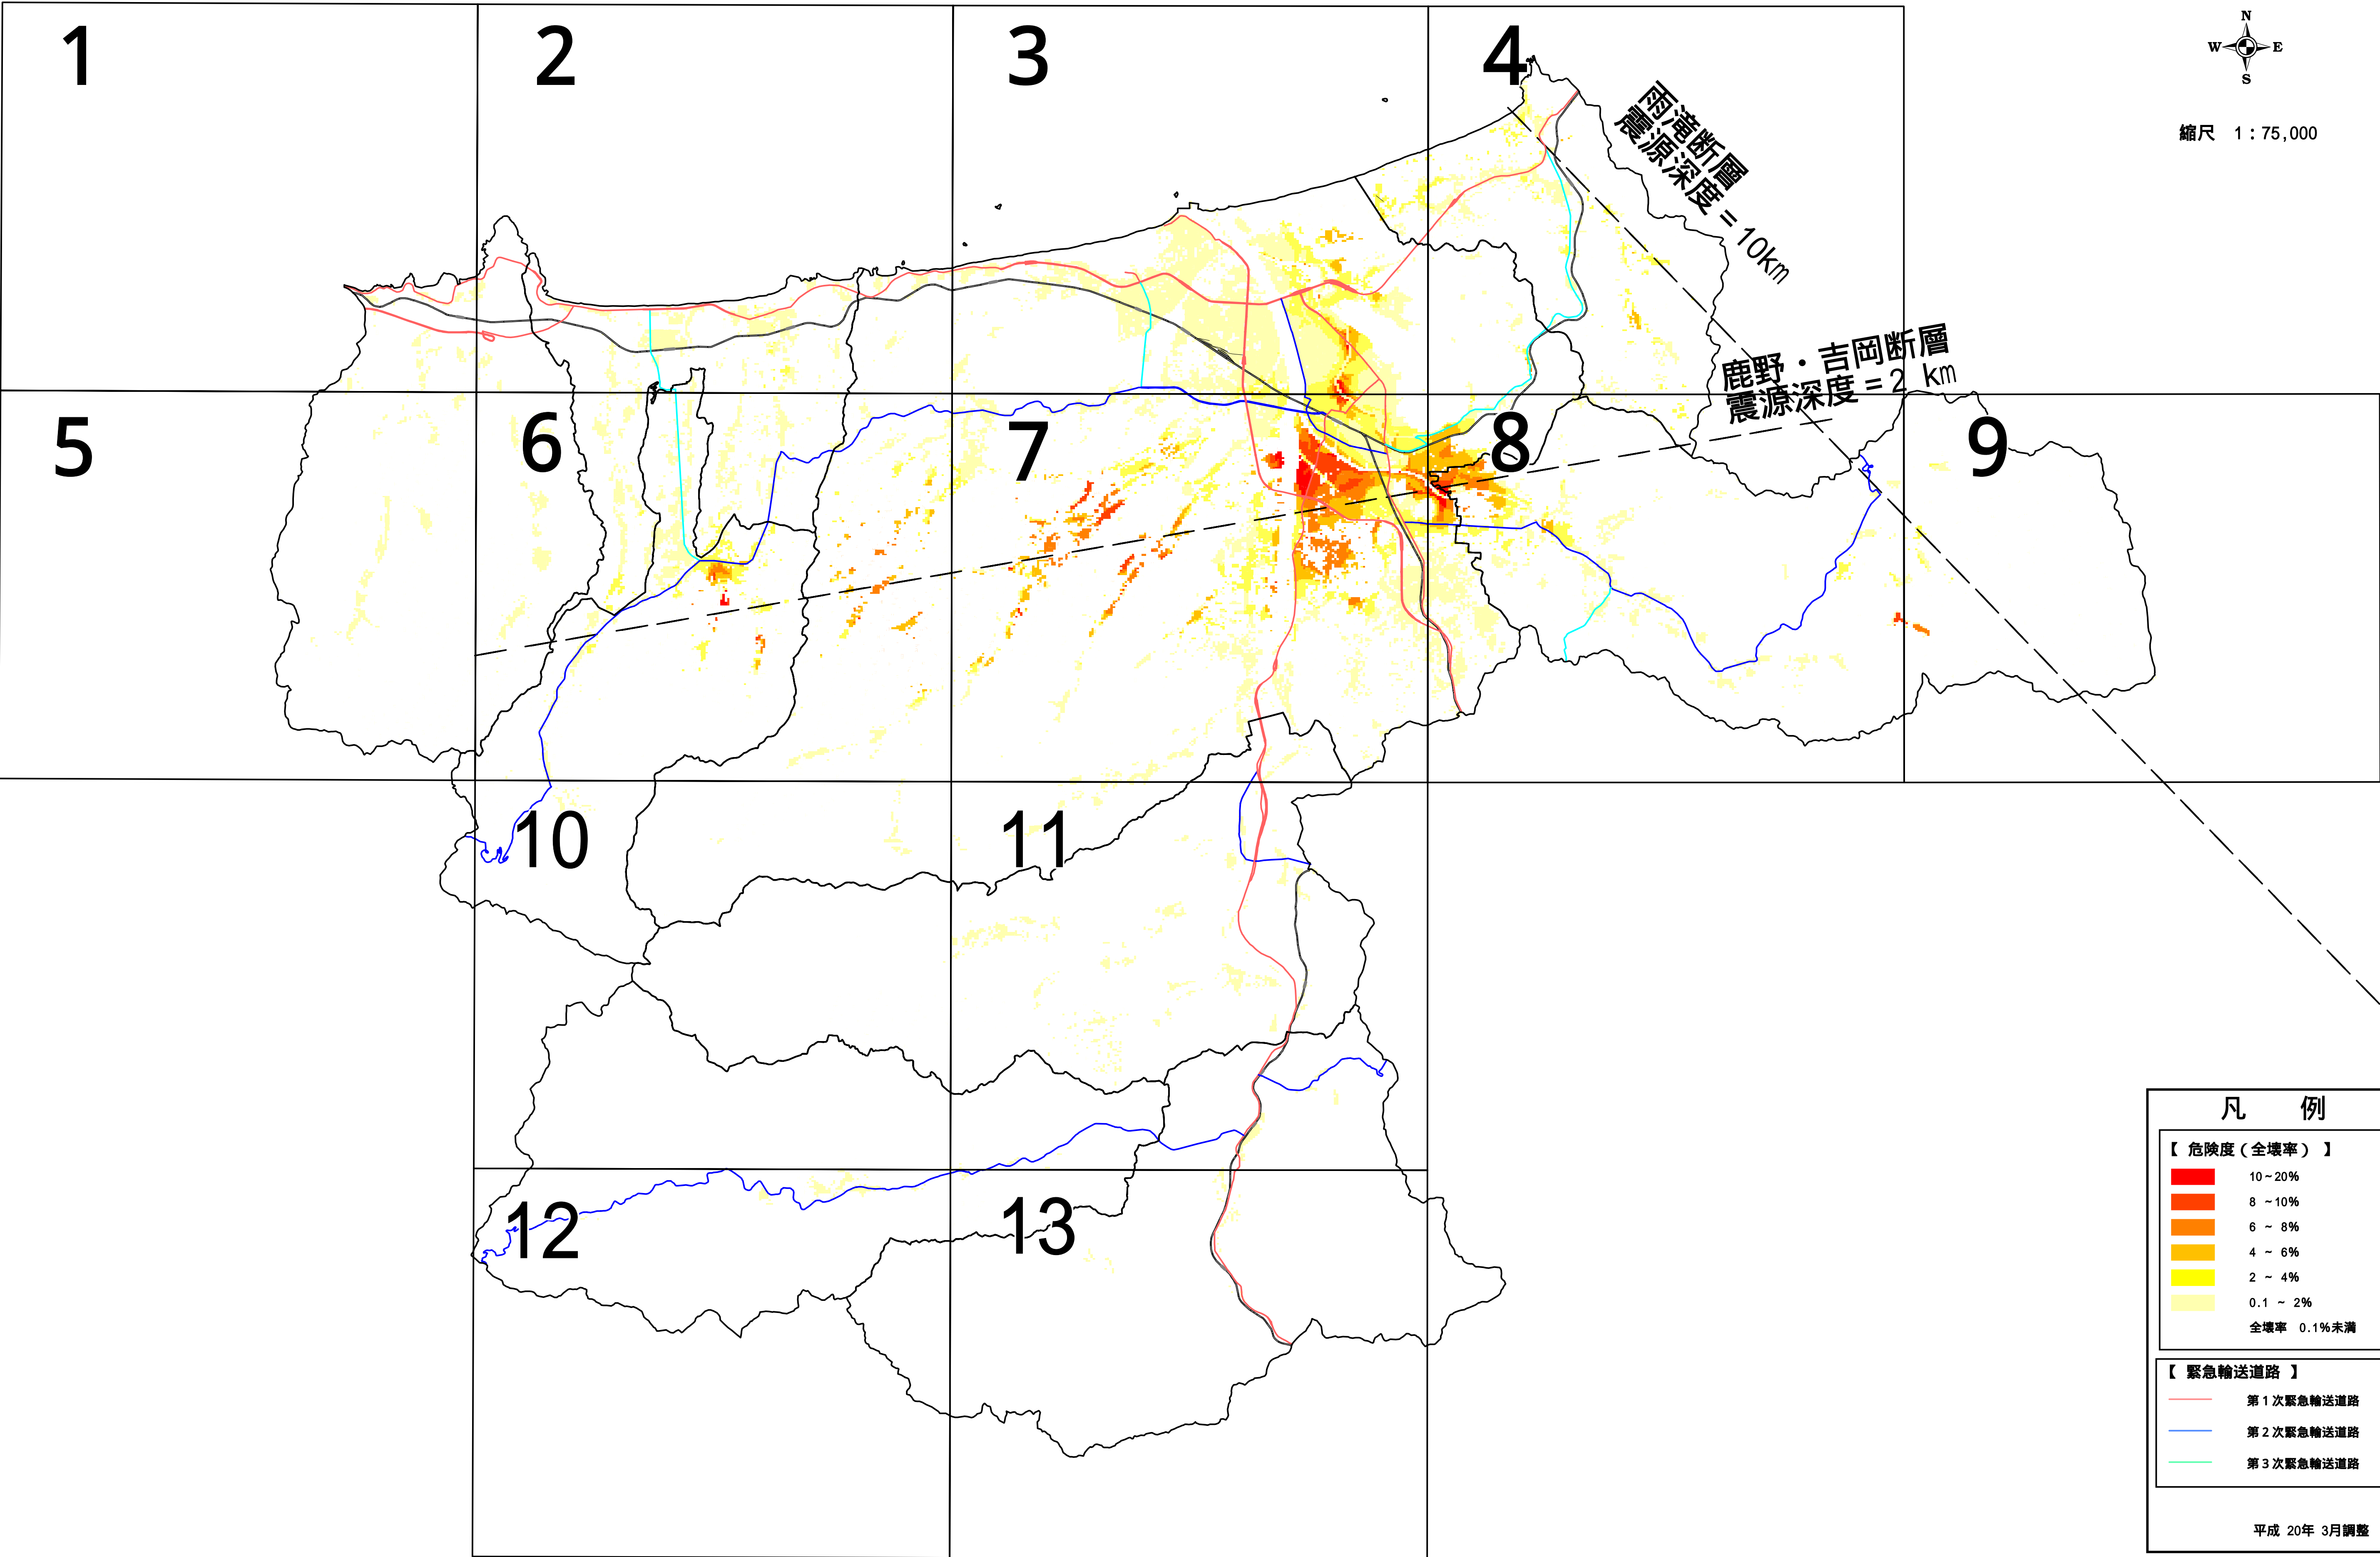 1
2
3
4
N
W E
S
縮尺 1:75,000
雨滝断層
震源深度=10km
鹿野・吉岡断層
震源深度=2 km
5
6
7
8
9
10
11
12
13
凡 例
【 危険度(全壊率) 】
10~20%
8 ~10%
6 ~ 8%
4 ~ 6%
2 ~ 4%
0.1 ~ 2%
全壊率 0.1%未満
【 緊急輸送道路 】
第1次緊急輸送道路
第2次緊急輸送道路
第3次緊急輸送道路
平成 20年 3月調整